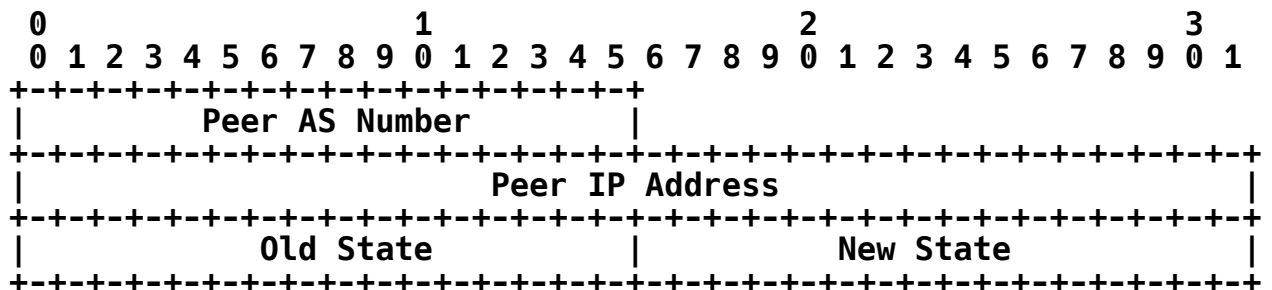 0                   1                   2                   3
 0 1 2 3 4 5 6 7 8 9 0 1 2 3 4 5 6 7 8 9 0 1 2 3 4 5 6 7 8 9 0 1
+-+-+-+-+-+-+-+-+-+-+-+-+-+-+-+-+
|         Peer AS Number        |
+-+-+-+-+-+-+-+-+-+-+-+-+-+-+-+-+-+-+-+-+-+-+-+-+-+-+-+-+-+-+-+-+
|                        Peer IP Address                        |
+-+-+-+-+-+-+-+-+-+-+-+-+-+-+-+-+-+-+-+-+-+-+-+-+-+-+-+-+-+-+-+-+
|            Old State          |          New State            |
+-+-+-+-+-+-+-+-+-+-+-+-+-+-+-+-+-+-+-+-+-+-+-+-+-+-+-+-+-+-+-+-+